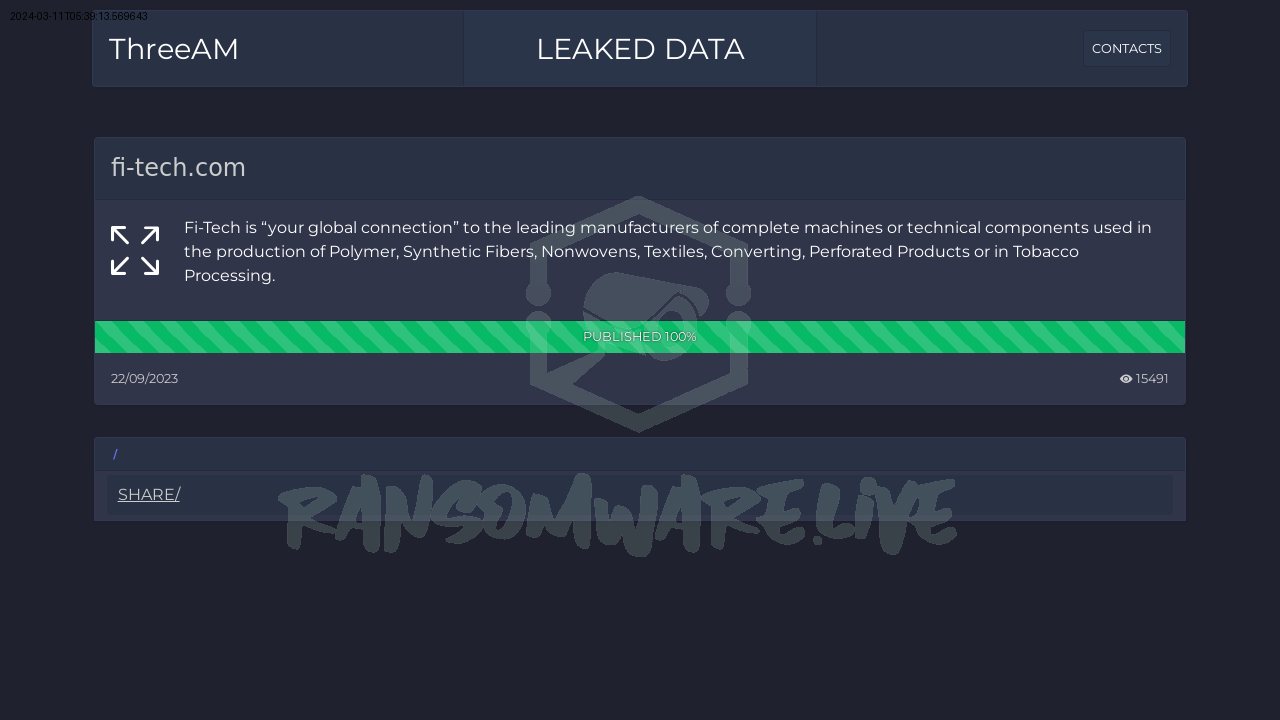 2024-03-11T05:39:13.569643
ThreeAM
LEAKED DATA
CONTACTS
fi-tech.com
Fi-Tech is “your global connection” to the leading manufacturers of complete machines or technical components used in
the production of Polymer, Synthetic Fibers, Nonwovens, Textiles, Converting, Perforated Products or in Tobacco
Processing.
PUBLISHED 100%
22/09/2023
15491
/
SHARE/
RANSOMWARE.LIVE